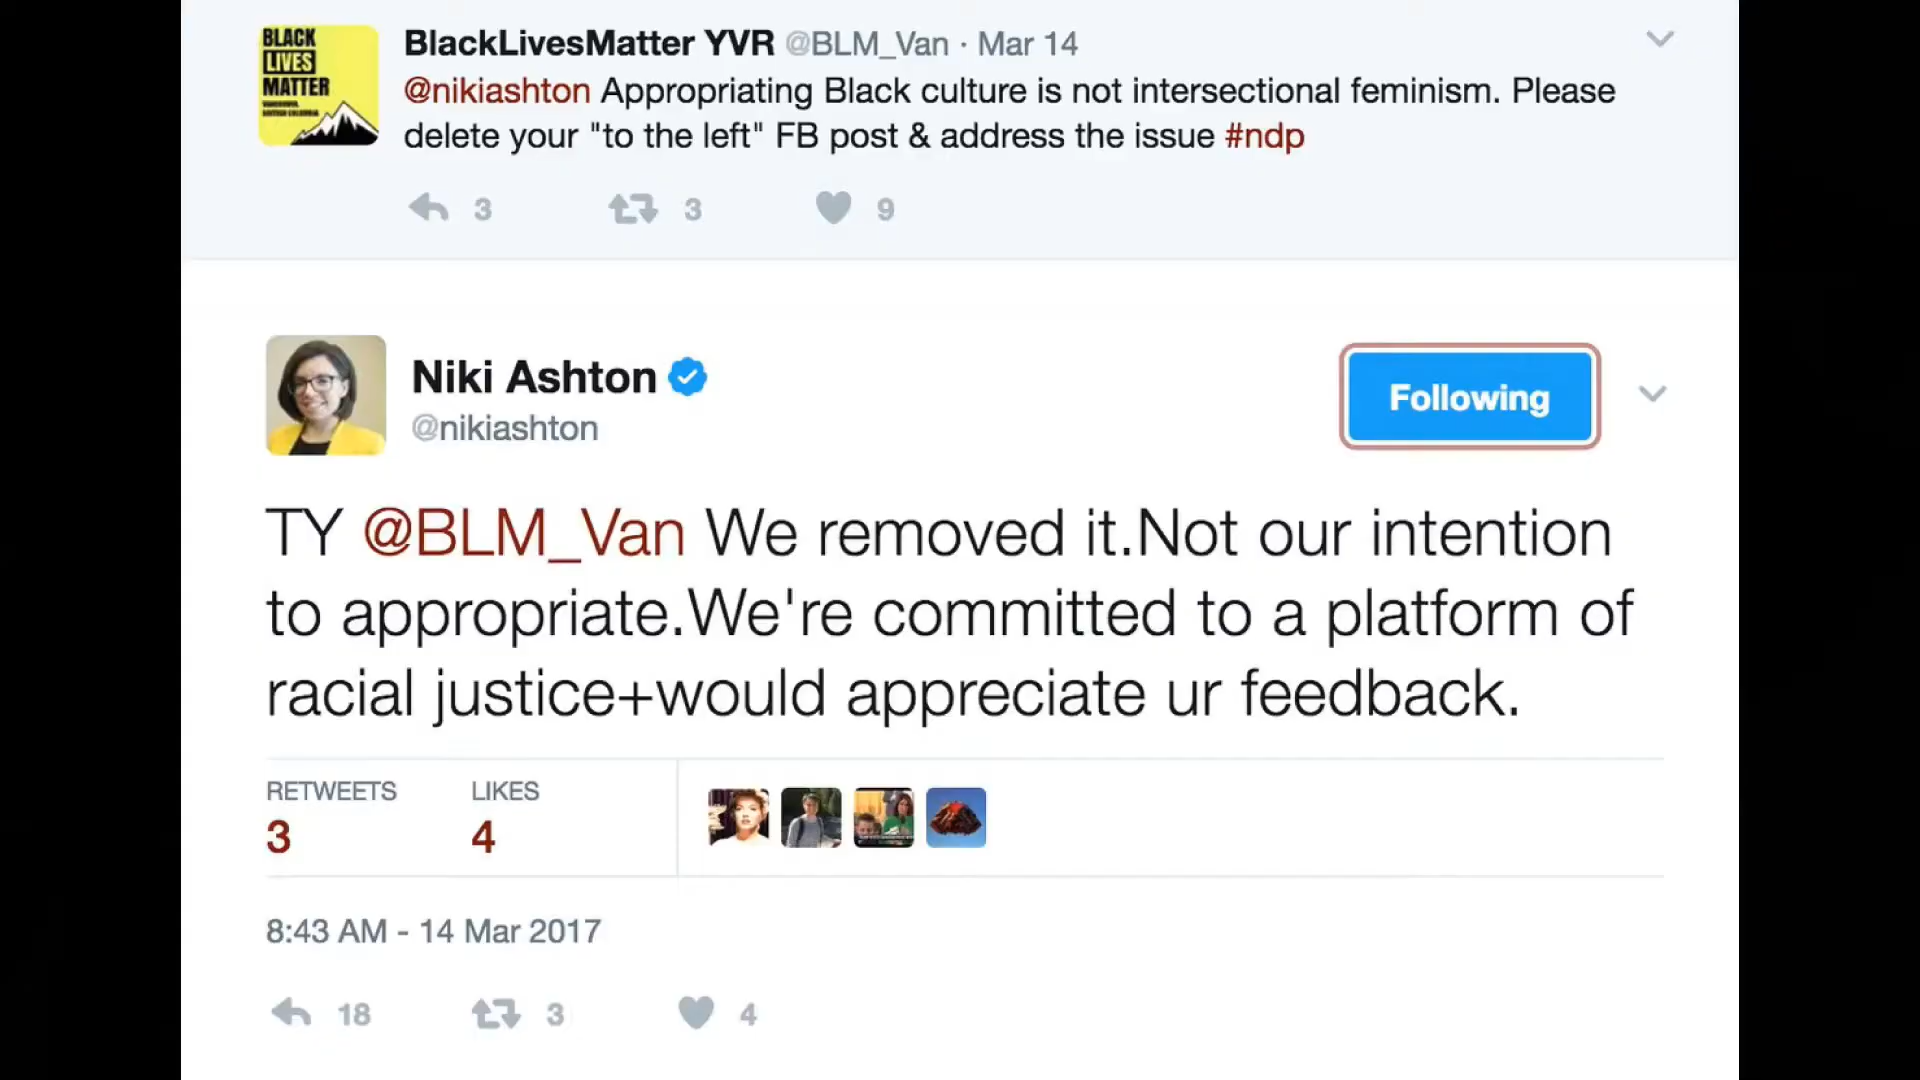 BLACK
LIVES
MATTER
VANCOUVER,
BRITISH COLUMBIA
BlackLivesMatter YVR @BLM_Van · Mar 14
@nikiashton Appropriating Black culture is not intersectional feminism. Please
delete your "to the left" FB post & address the issue #ndp
3 3 9
Niki Ashton
@nikiashton
Following
TY @BLM_Van We removed it.Not our intention
to appropriate.We're committed to a platform of
racial justice+would appreciate ur feedback.
RETWEETS LIKES
3 4
8:43 AM - 14 Mar 2017
18 3 4